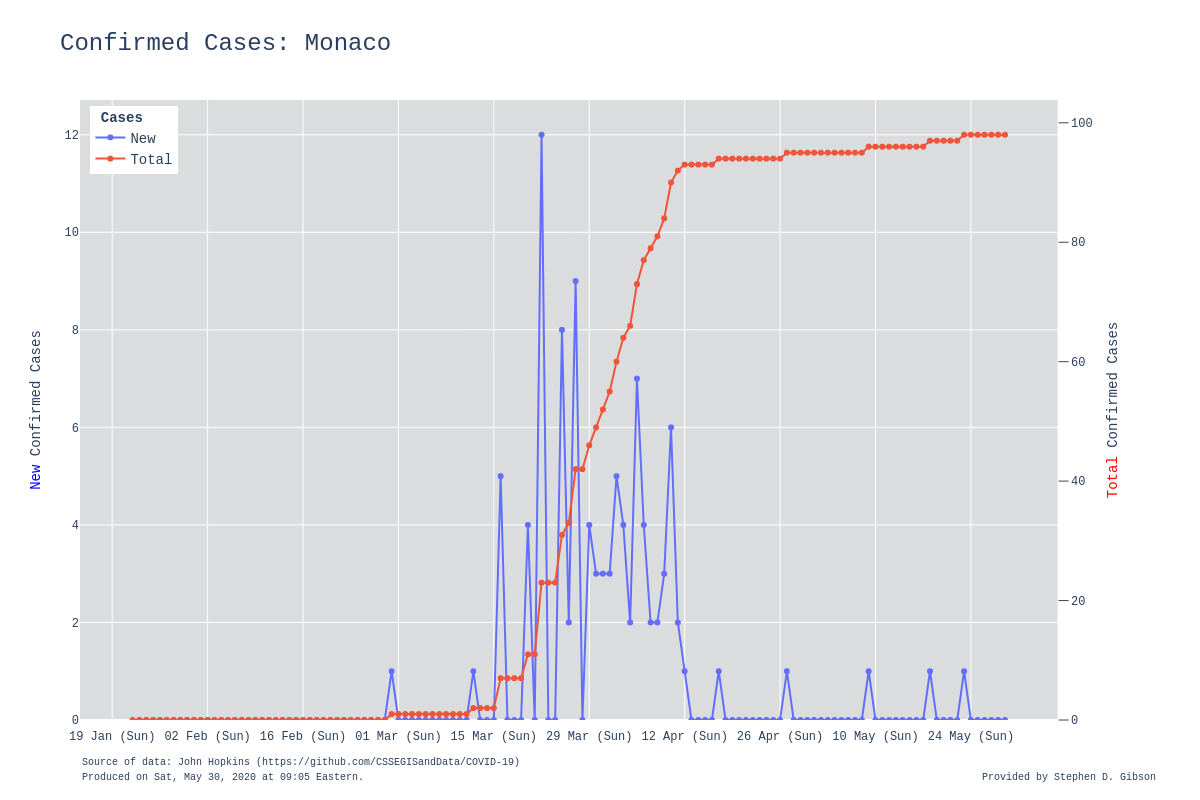 Confirmed Cases: Monaco
Cases
New
Total
12
10
8
6
4
2
0
100
80
60
40
20
0
New Confirmed Cases
Total Confirmed Cases
19 Jan (Sun) 02 Feb (Sun) 16 Feb (Sun) 01 Mar (Sun) 15 Mar (Sun) 29 Mar (Sun) 12 Apr (Sun) 26 Apr (Sun) 10 May (Sun) 24 May (Sun)
Source of data: John Hopkins (https://github.com/CSSEGISandData/COVID-19)
Produced on Sat, May 30, 2020 at 09:05 Eastern.
Provided by Stephen D. Gibson